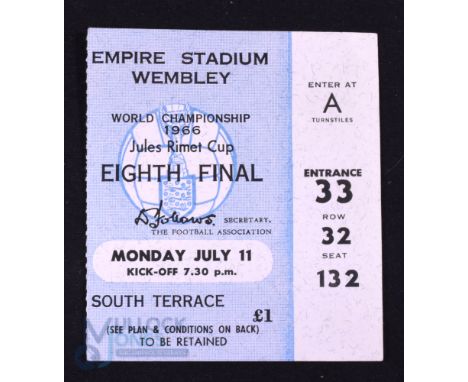 EMPIRE STADIUM
WEMBLEY
WORLD CHAMPIONSHIP
1966
Jules Rimet Cup
EIGHTH FINAL
D Follows. SECRETARY,
THE FOOTBALL ASSOCIATION
MONDAY JULY 11
KICK-OFF 7.30 p.m.
SOUTH TERRACE
£1
(SEE PLAN & CONDITIONS ON BACK)
TO BE RETAINED
ENTER AT
A
TURNSTILES
ENTRANCE
33
ROW
32
SEAT
132